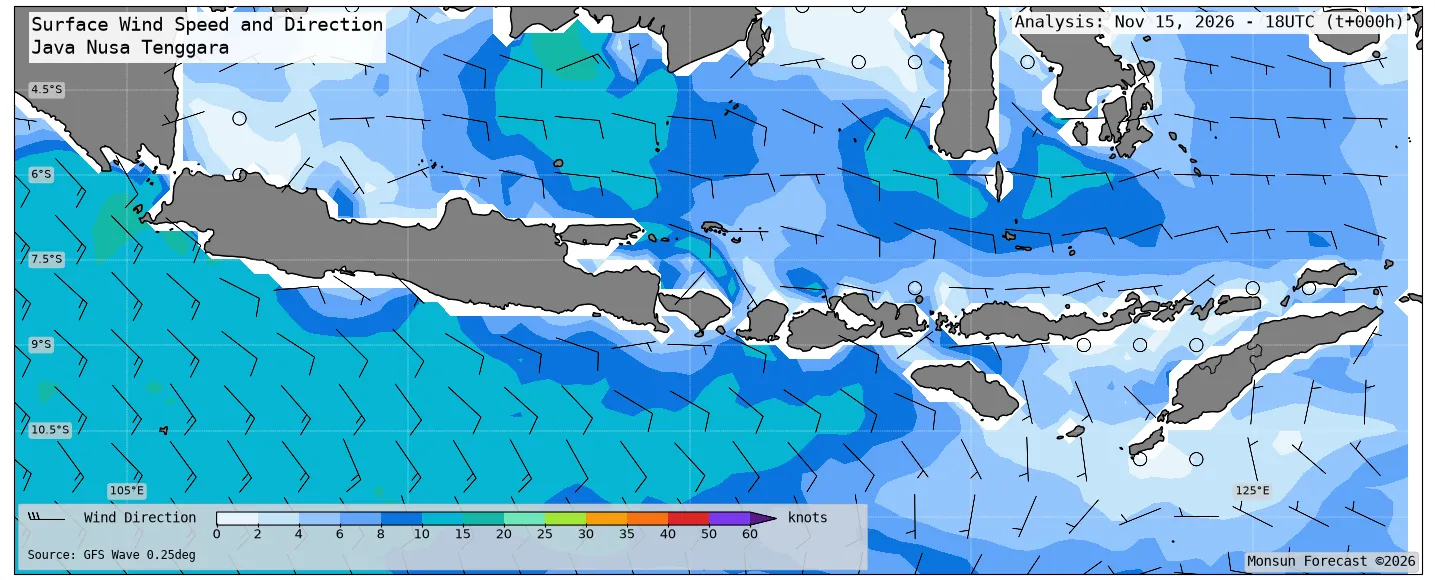 Surface Wind Speed and Direction
Java Nusa Tenggara
Analysis: Nov 15, 2026 - 18UTC (t+000h)
4.5°S
6°S
7.5°S
9°S
10.5°S
105°E
125°E
Wind Direction
knots
0 2 4 6 8 10 15 20 25 30 35 40 50 60
Source: GFS Wave 0.25deg
Monsun Forecast ©2026